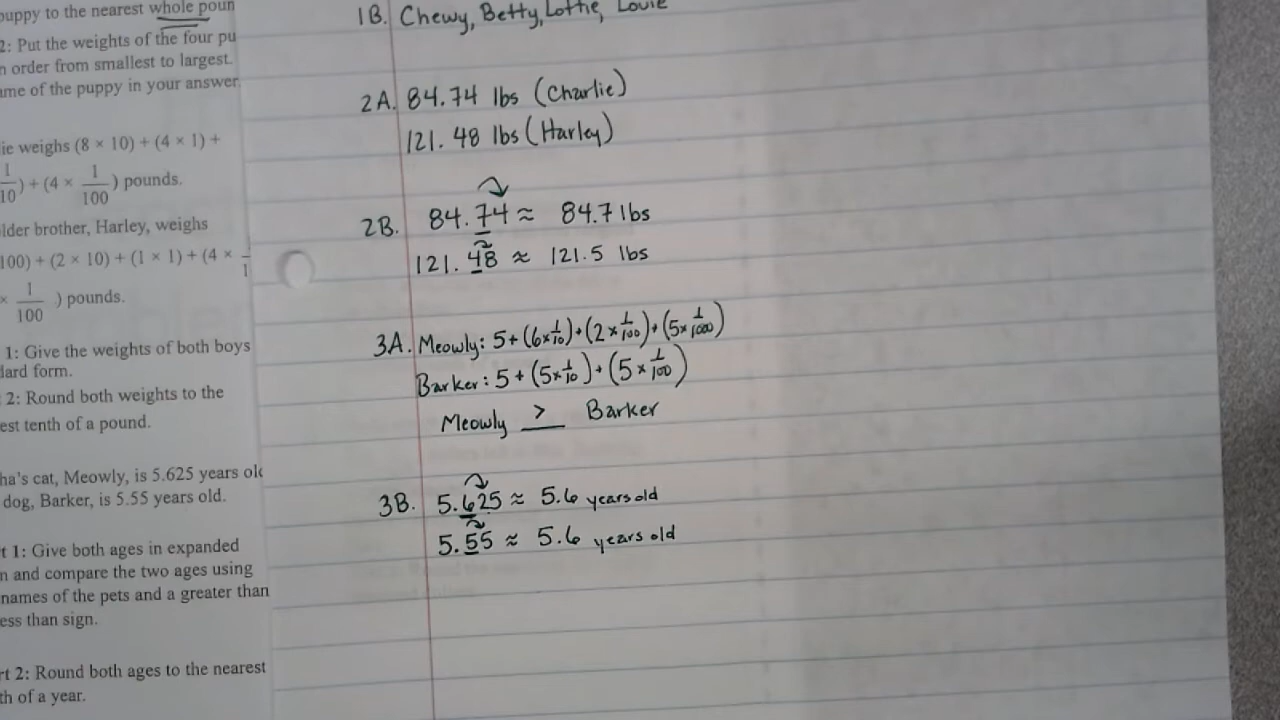 puppy to the nearest whole poun
2: Put the weights of the four pu
n order from smallest to largest.
ame of the puppy in your answer.
ie weighs (8 × 10) + (4 × 1) +
1/10) + (4 × 1/100) pounds.
lder brother, Harley, weighs
100) + (2 × 10) + (1 × 1) + (4 × 1
× 1/100) pounds.
1: Give the weights of both boys
dard form.
2: Round both weights to the
est tenth of a pound.
ha's cat, Meowly, is 5.625 years old
dog, Barker, is 5.55 years old.
t 1: Give both ages in expanded
n and compare the two ages using
names of the pets and a greater than
ess than sign.
rt 2: Round both ages to the nearest
th of a year.
1B. Chewy, Betty, Lottie, Louie
2A. 84.74 lbs (Charlie)
121.48 lbs (Harley)
2B. 84.74 ≈ 84.7 lbs
121.48 ≈ 121.5 lbs
3A. Meowly: 5+(6×1/10)+(2×1/100)+(5×1/1000)
Barker: 5+(5×1/10)+(5×1/100)
Meowly > Barker
3B. 5.625 ≈ 5.6 years old
5.55 ≈ 5.6 years old